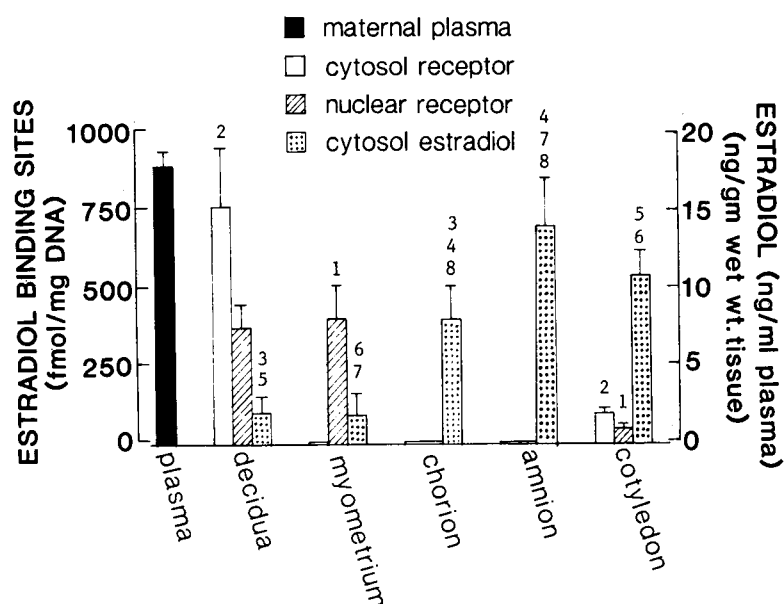 maternal plasma
cytosol receptor
nuclear receptor
cytosol estradiol
ESTRADIOL BINDING SITES
(fmol/mg DNA)
1000
750
500
250
0
2
3
5
1
6
7
3
4
8
4
7
8
2
1
5
6
20
15
10
5
0
ESTRADIOL (ng/ml plasma)
(ng/gm wet wt. tissue)
plasma
decidua
myometrium
chorion
amnion
cotyledon